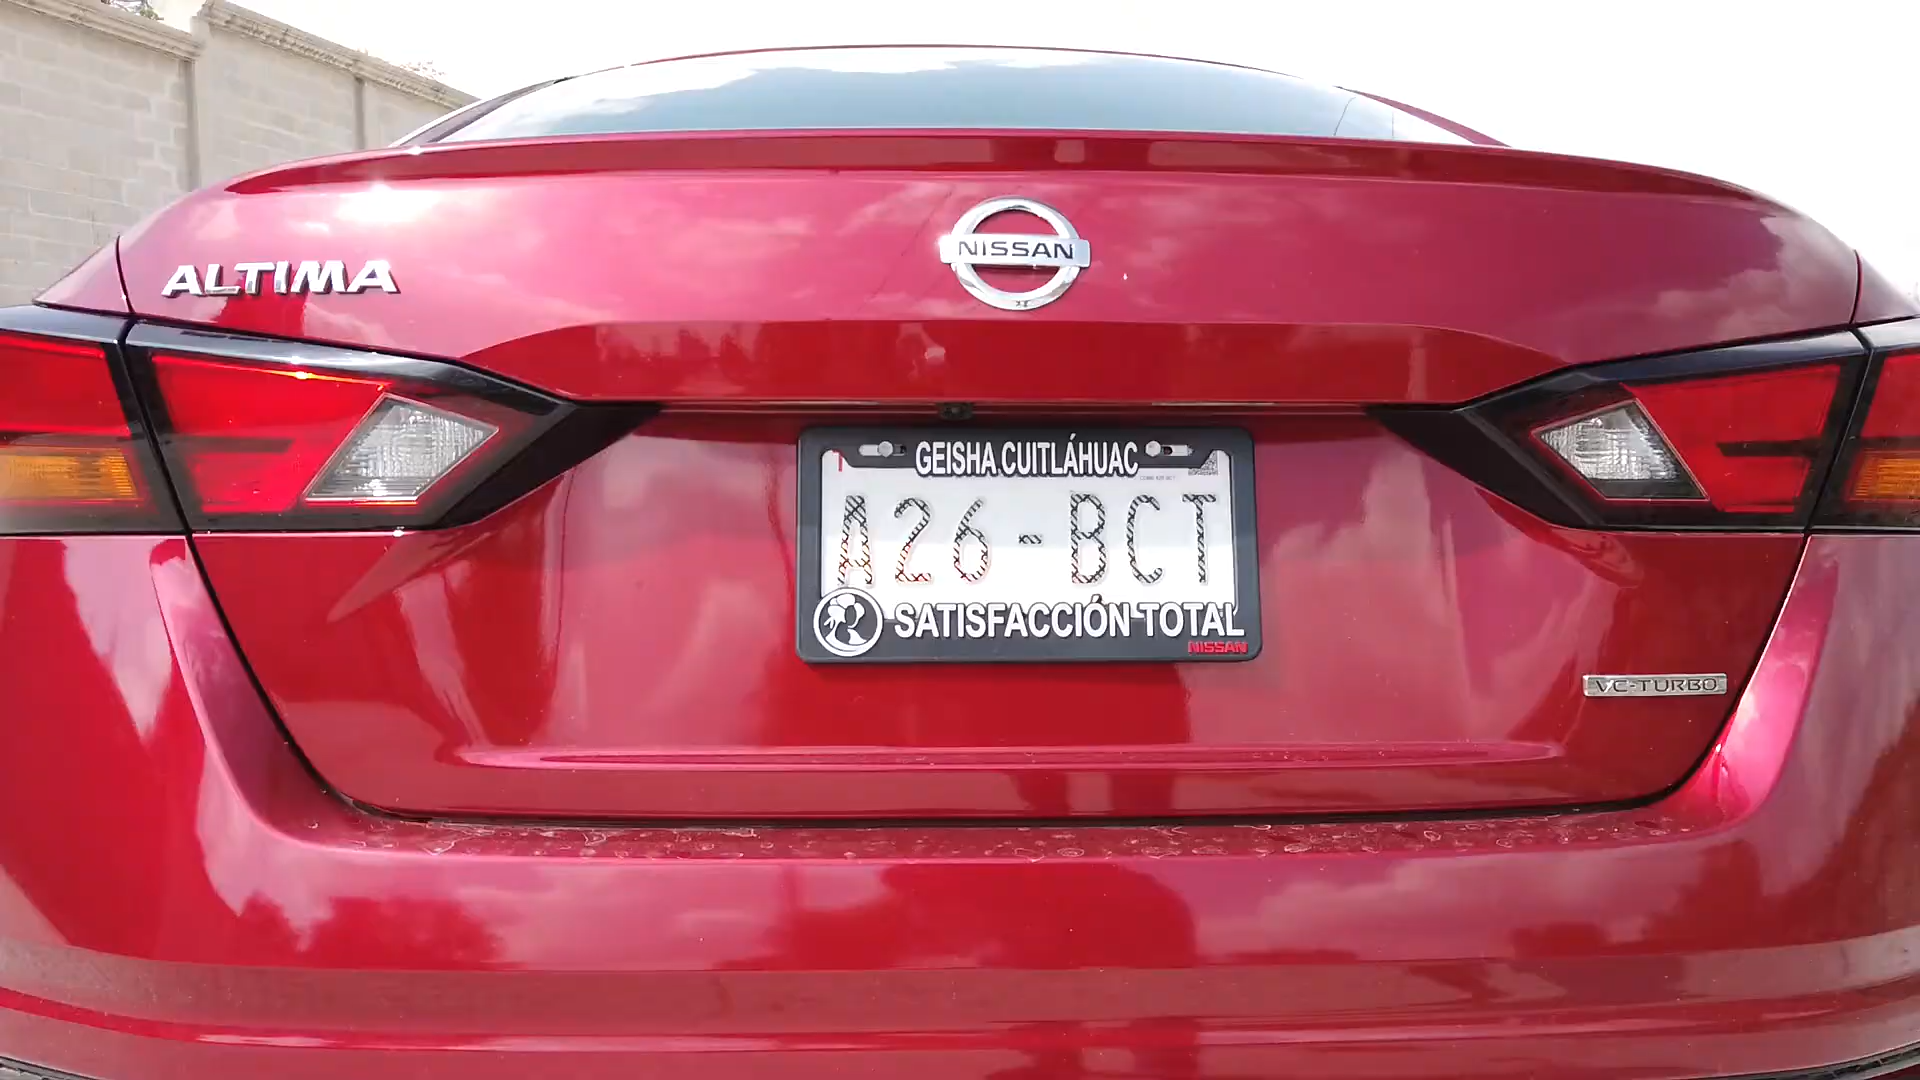 NISSAN
ALTIMA
GEISHA CUITLÁHUAC
A26-BCT
SATISFACCIÓN TOTAL
NISSAN
VC-TURBO